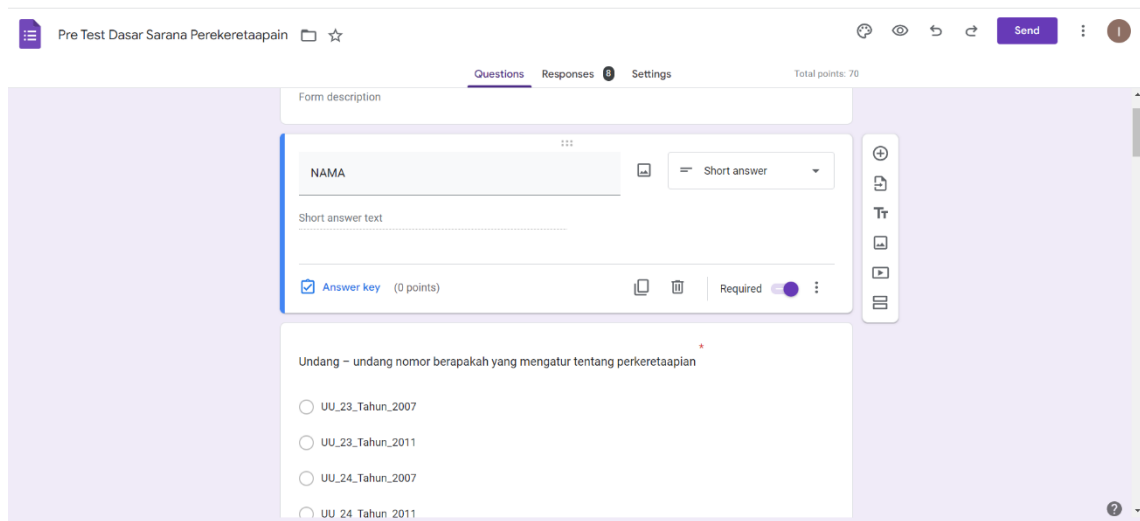 Pre Test Dasar Sarana Perekeretaapain
Send
I
Questions Responses 8 Settings
Total points: 70
Form description
NAMA
Short answer
Short answer text
Answer key (0 points)
Required
Undang – undang nomor berapakah yang mengatur tentang perkeretaapian *
UU_23_Tahun_2007
UU_23_Tahun_2011
UU_24_Tahun_2007
UU_24_Tahun_2011